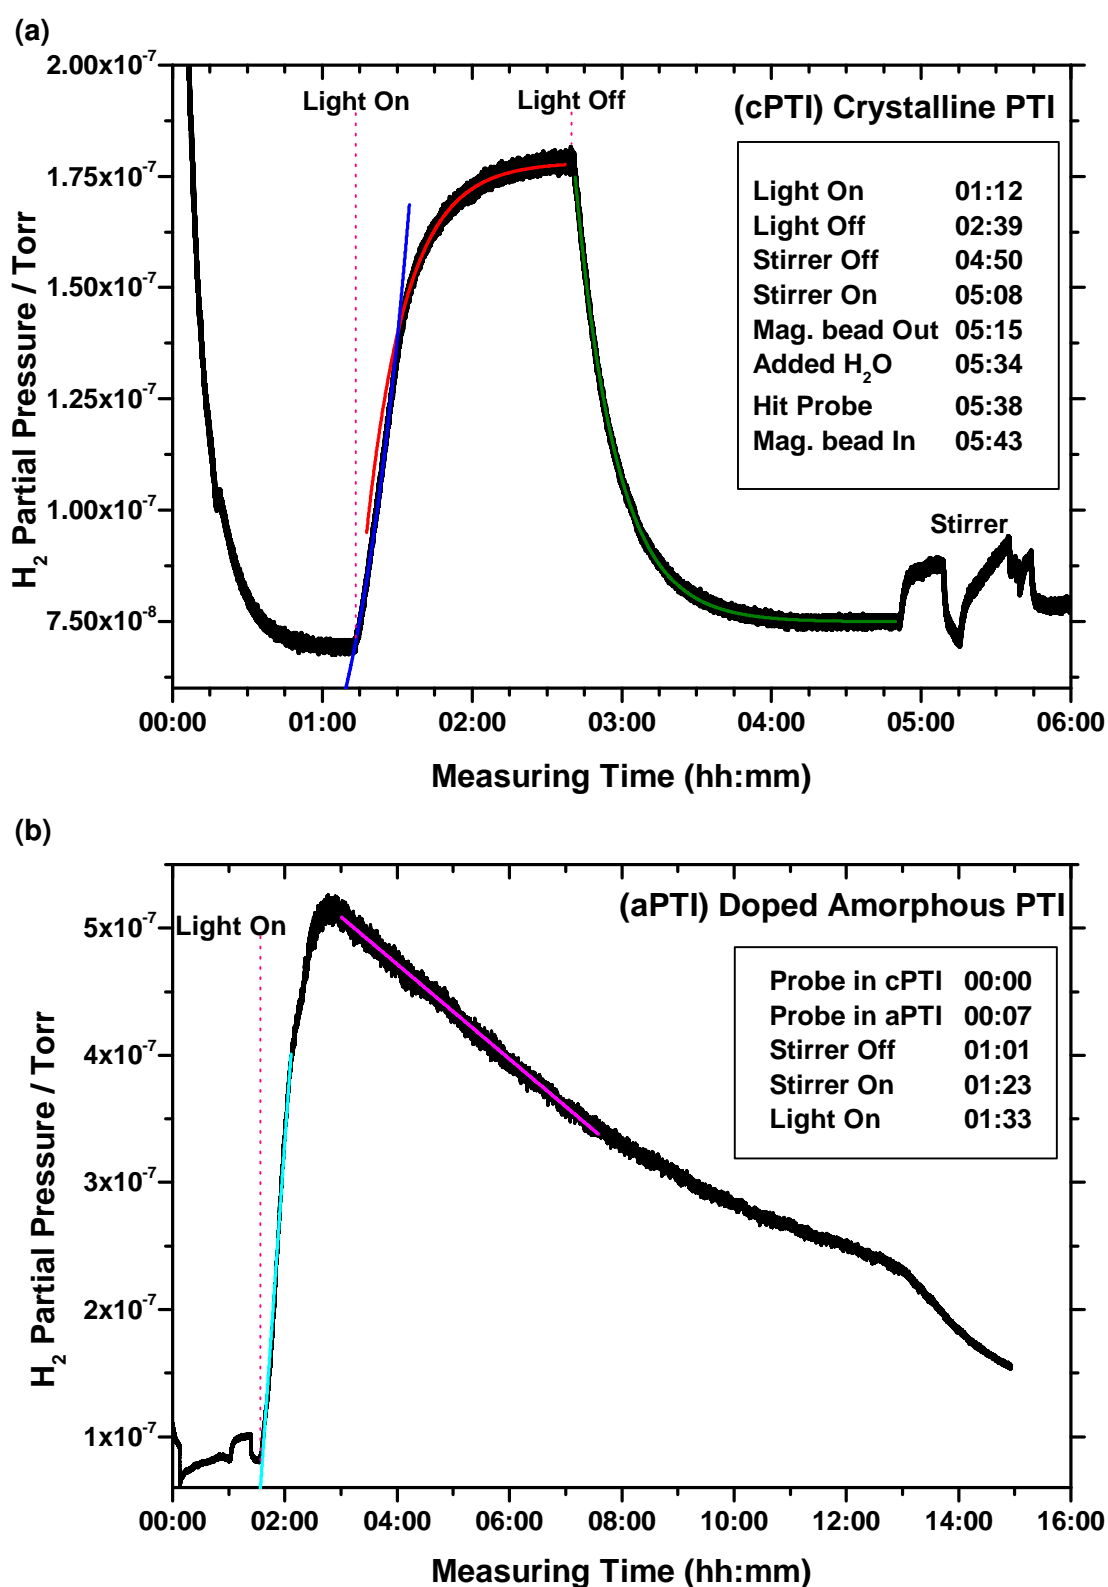 (a)
2.00x10⁻⁷
1.75x10⁻⁷
1.50x10⁻⁷
1.25x10⁻⁷
1.00x10⁻⁷
7.50x10⁻⁸
H₂ Partial Pressure / Torr
Light On
Light Off
(cPTI) Crystalline PTI
Light On 01:12
Light Off 02:39
Stirrer Off 04:50
Stirrer On 05:08
Mag. bead Out 05:15
Added H₂O 05:34
Hit Probe 05:38
Mag. bead In 05:43
Stirrer
00:00 01:00 02:00 03:00 04:00 05:00 06:00
Measuring Time (hh:mm)
(b)
5x10⁻⁷
4x10⁻⁷
3x10⁻⁷
2x10⁻⁷
1x10⁻⁷
H₂ Partial Pressure / Torr
Light On
(aPTI) Doped Amorphous PTI
Probe in cPTI 00:00
Probe in aPTI 00:07
Stirrer Off 01:01
Stirrer On 01:23
Light On 01:33
00:00 02:00 04:00 06:00 08:00 10:00 12:00 14:00 16:00
Measuring Time (hh:mm)